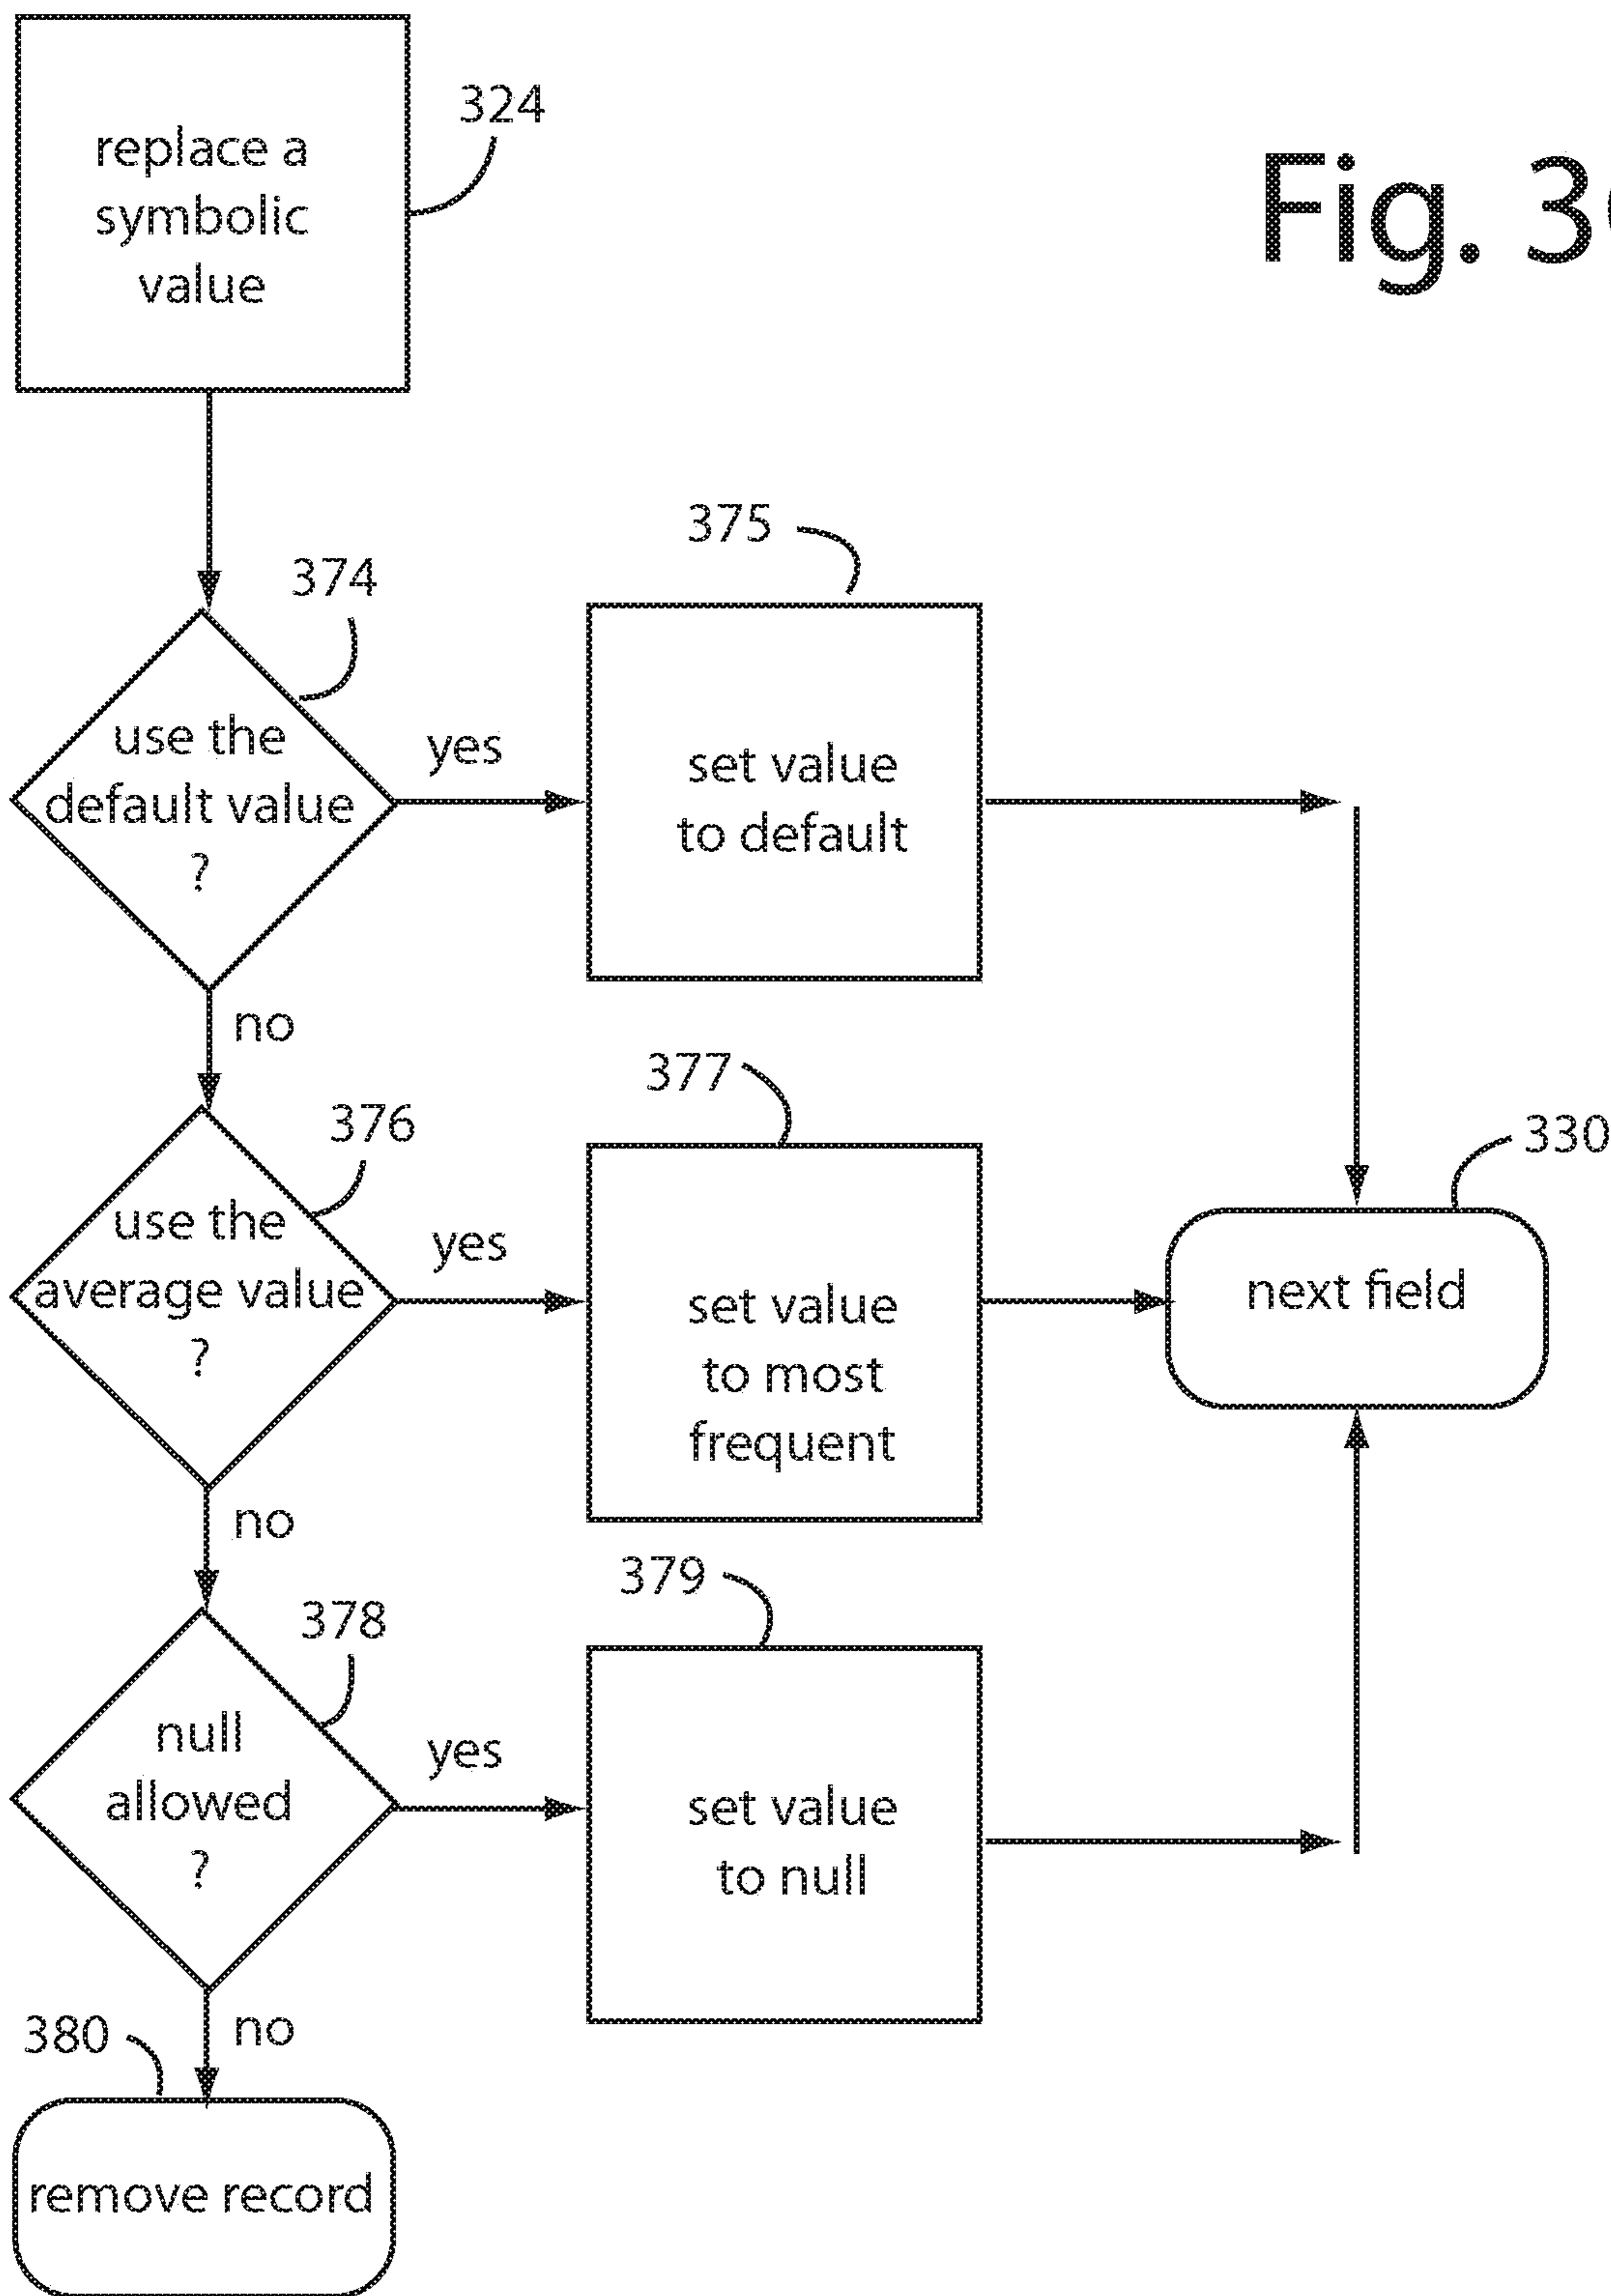 replace a
symbolic
value
324
Fig. 3
374
use the
default value
?
yes
375
set value
to default
no
376
use the
average value
?
yes
377
set value
to most
frequent
330
next field
no
378
null
allowed
?
yes
379
set value
to null
no
380
remove record